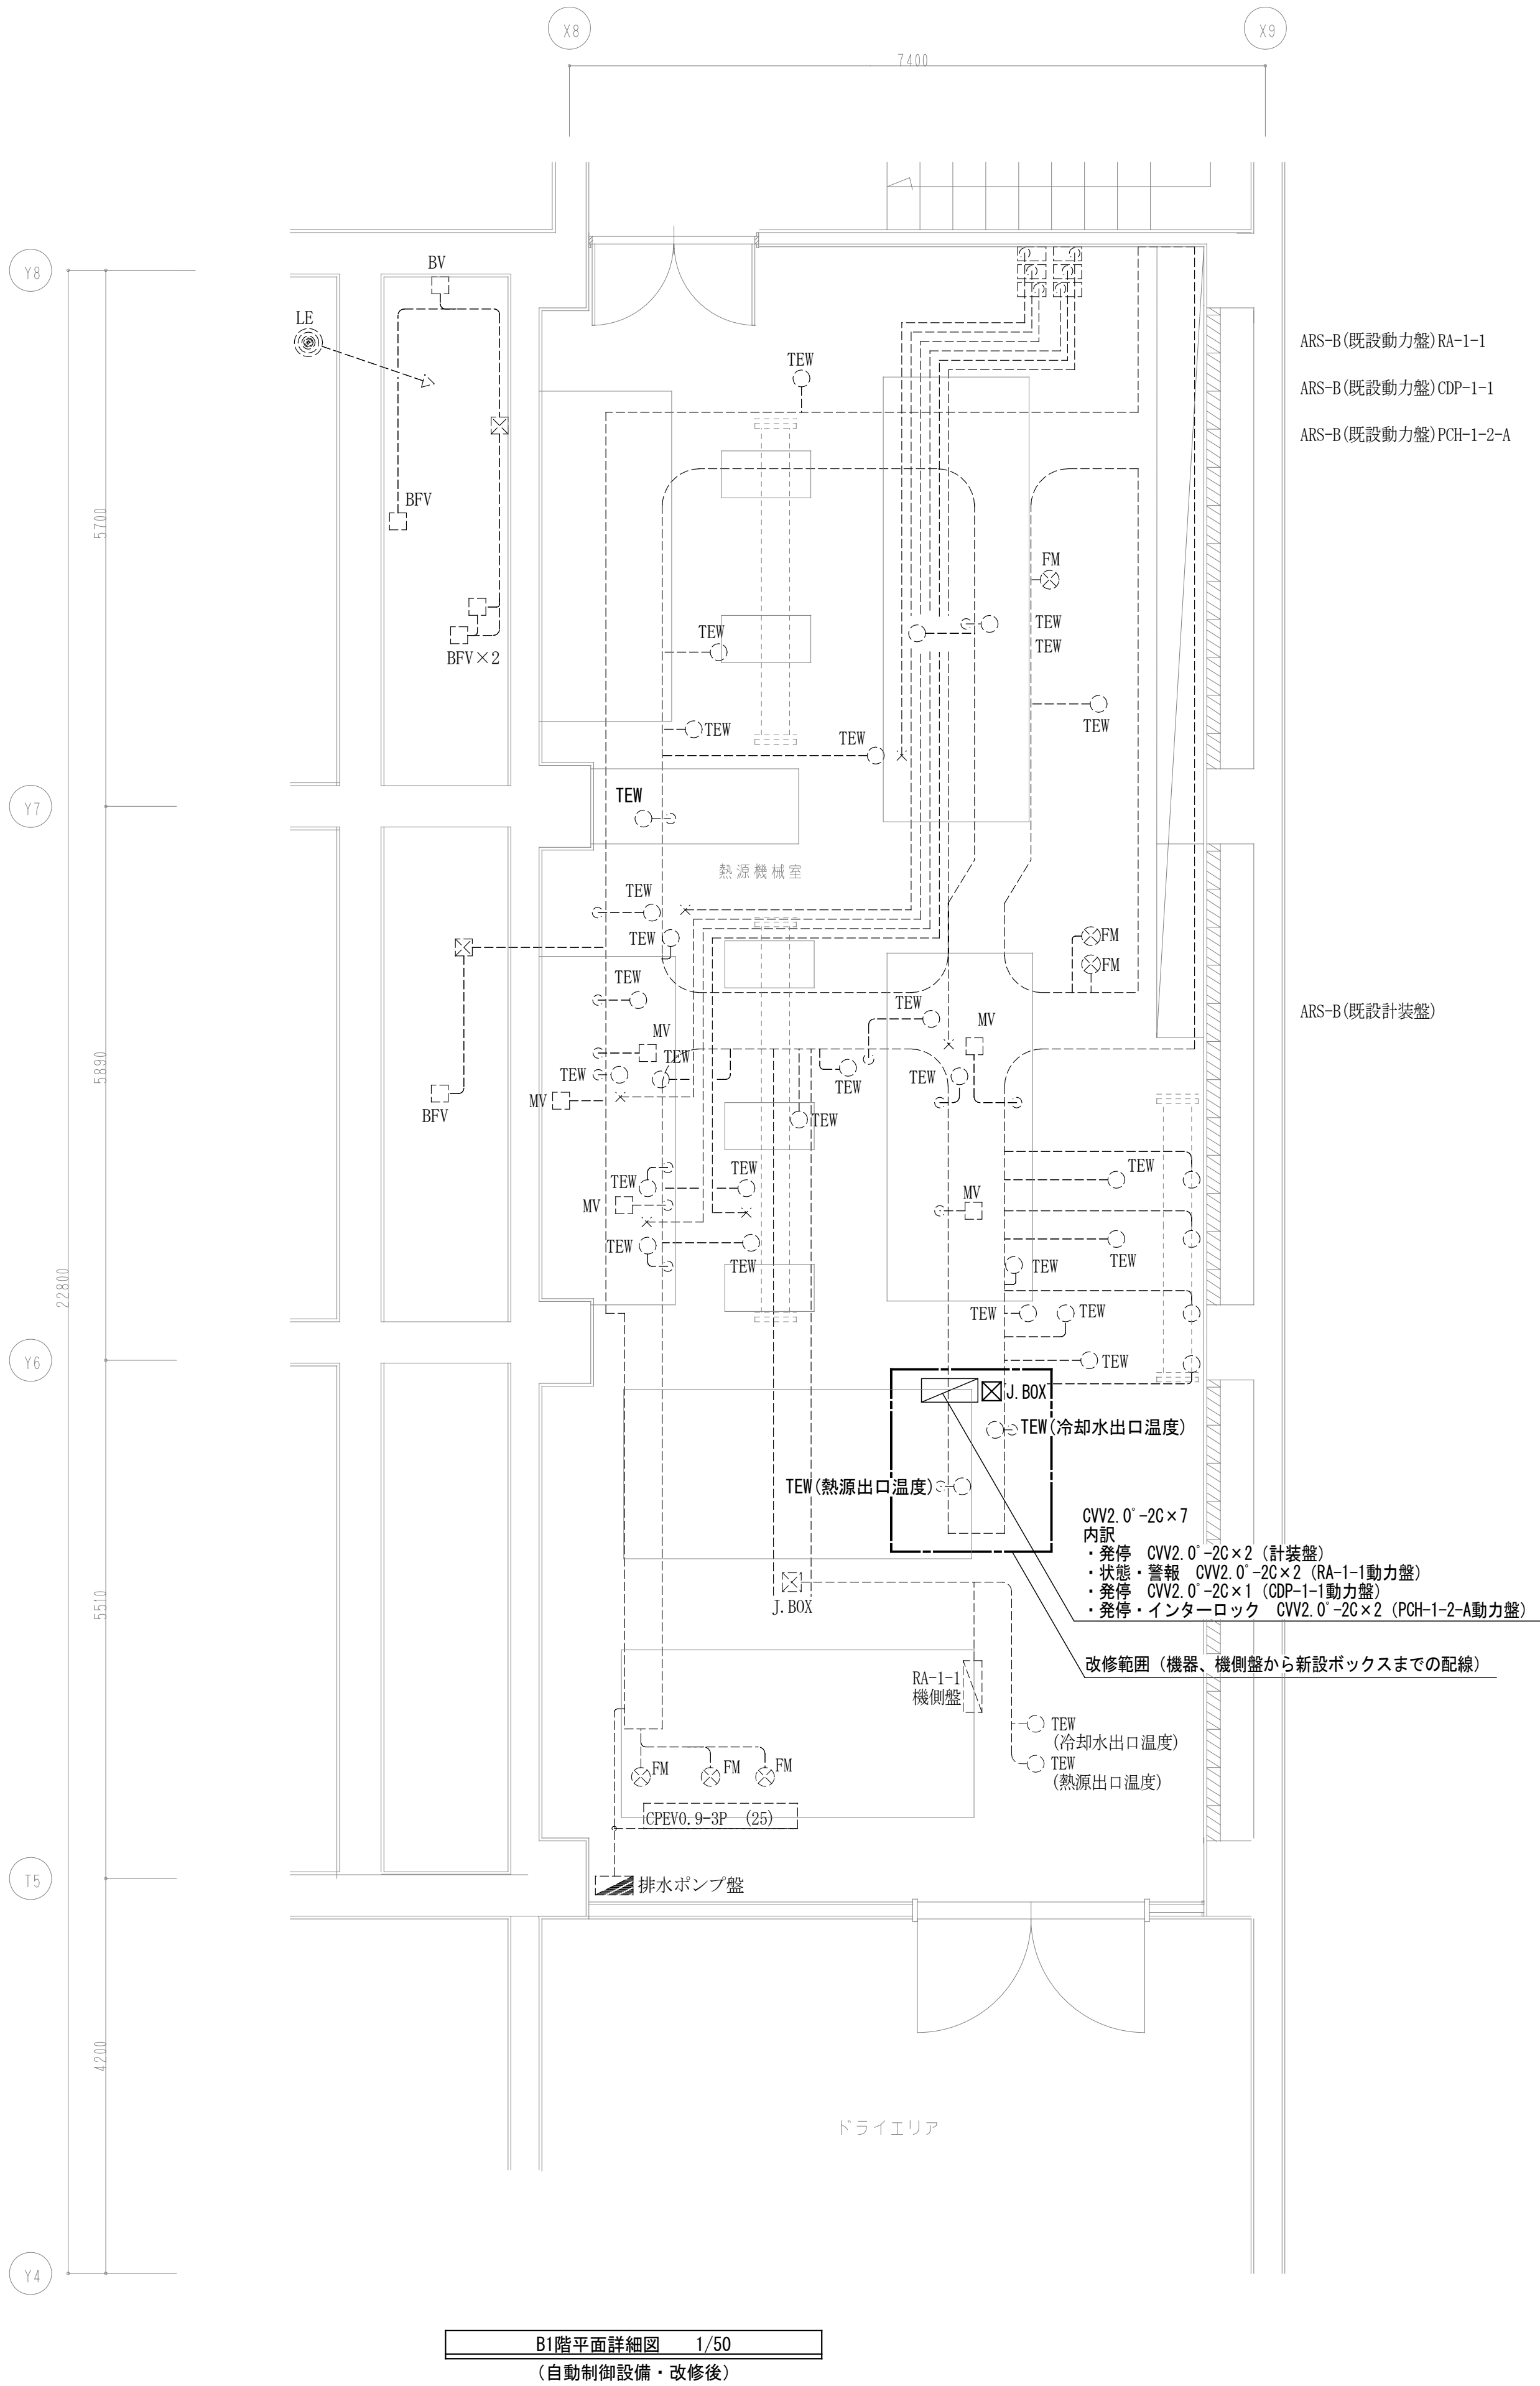 X8
X9
7400
Y8
BV
LE
ARS-B(既設動力盤)RA-1-1
TEW
ARS-B(既設動力盤)CDP-1-1
ARS-B(既設動力盤)PCH-1-2-A
BFV
5700
FM
TEW
TEW
TEW
BFV×2
TEW
TEW
TEW
TEW
Y7
熱源機械室
TEW
TEW
FM
FM
TEW
TEW
ARS-B(既設計装盤)
MV
MV
TEW
5890
TEW
TEW
TEW
MV
BFV
TEW
TEW
TEW
TEW
MV
MV
TEW
TEW
TEW
TEW
22800
TEW
TEW
Y6
TEW
J.BOX
TEW(冷却水出口温度)
TEW(熱源出口温度)
CVV2.0゜-2C×7
内訳
・発停 CVV2.0゜-2C×2(計装盤)
・状態・警報 CVV2.0゜-2C×2(RA-1-1動力盤)
・発停 CVV2.0゜-2C×1(CDP-1-1動力盤)
・発停・インターロック CVV2.0゜-2C×2(PCH-1-2-A動力盤)
5510
J.BOX
改修範囲(機器、機側盤から新設ボックスまでの配線)
RA-1-1
機側盤
TEW
(冷却水出口温度)
TEW
(熱源出口温度)
FM
FM
FM
CPEV0.9-3P (25)
T5
排水ポンプ盤
4200
ドライエリア
Y4
B1階平面詳細図 1/50
(自動制御設備・改修後)